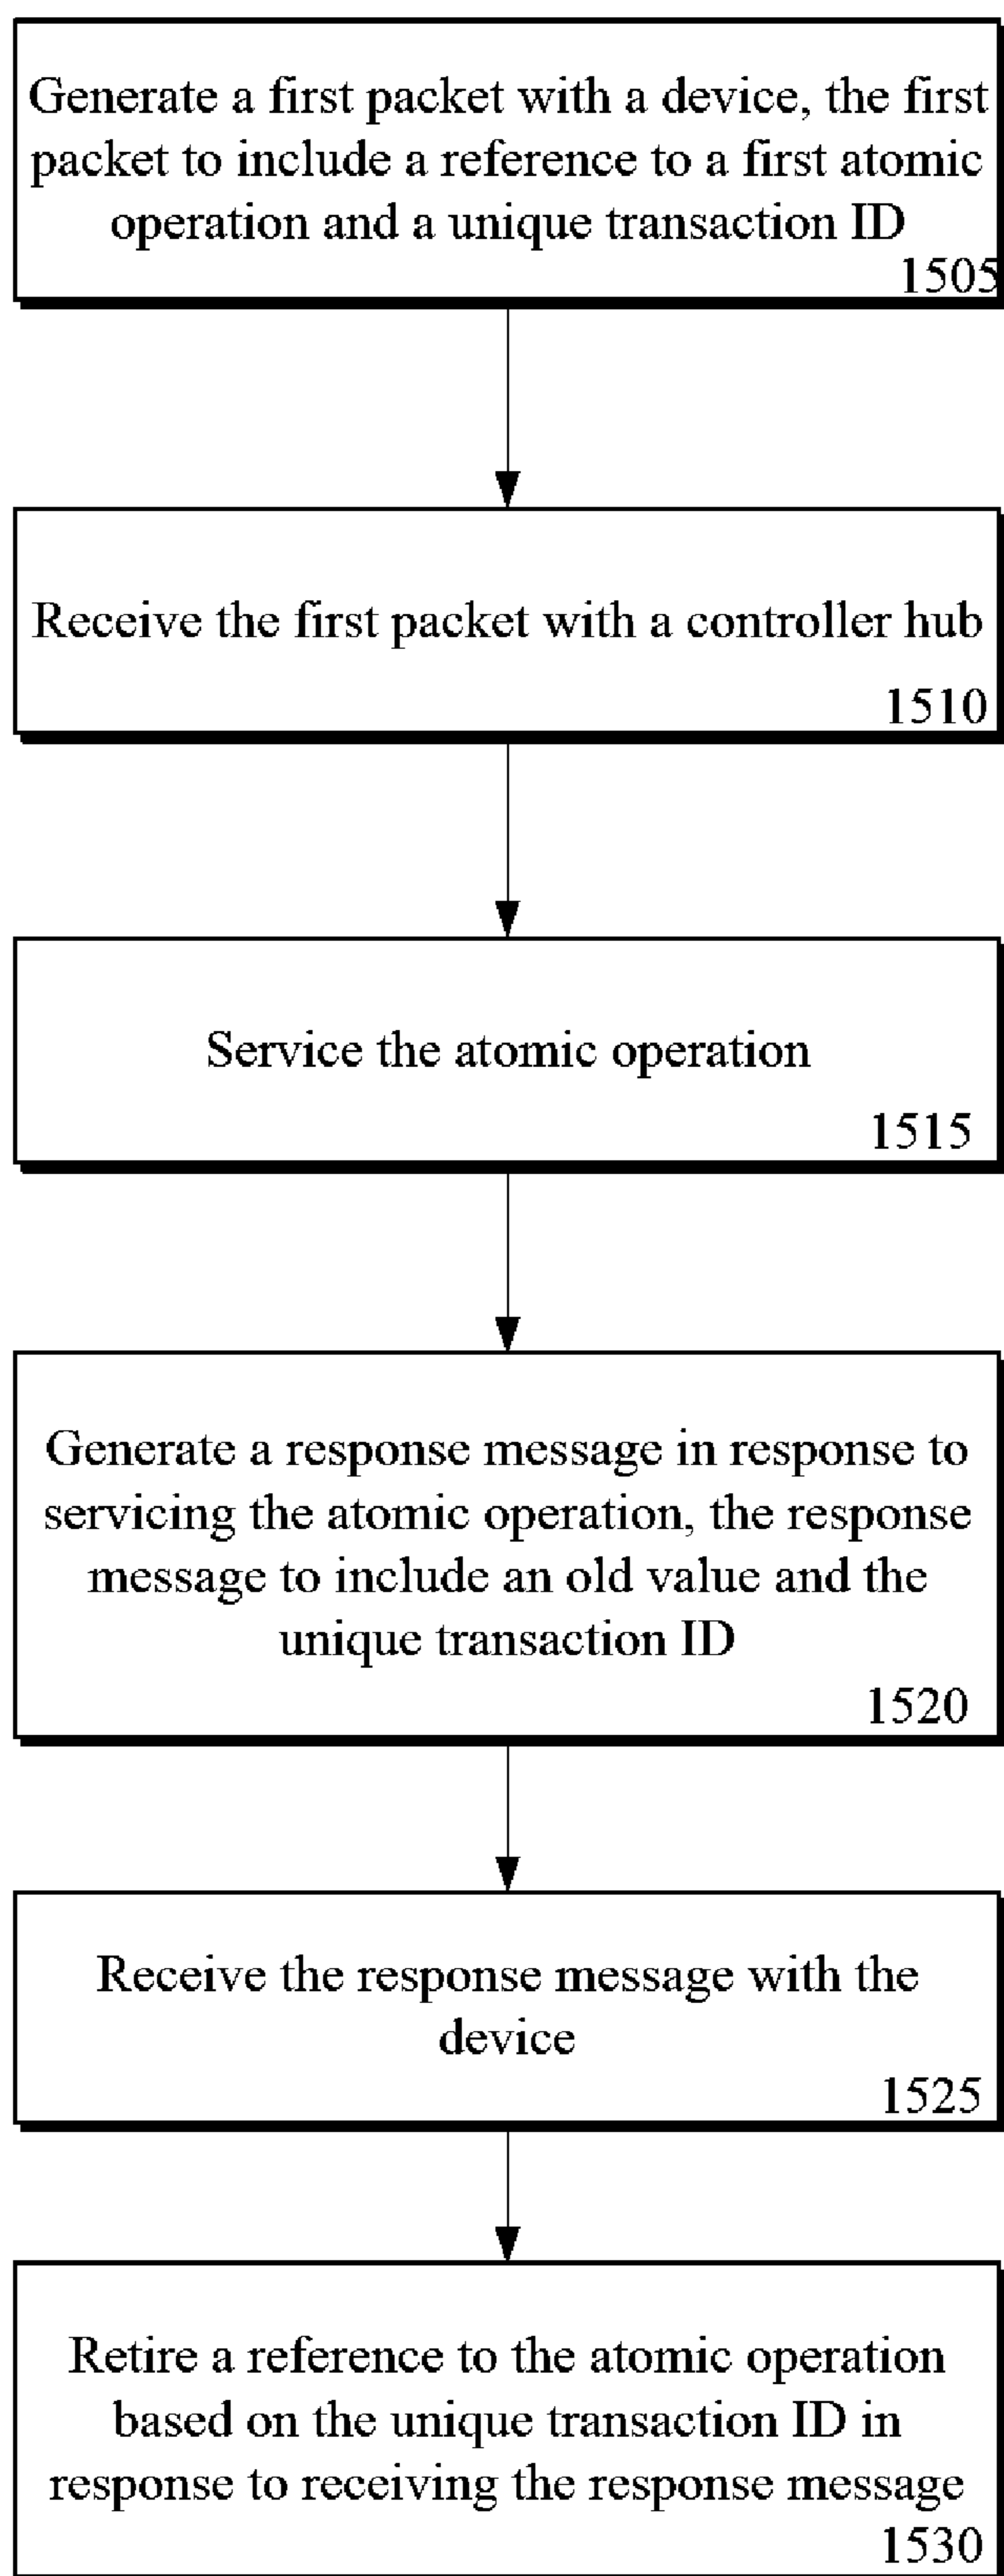 Generate a first packet with a device, the first
packet to include a reference to a first atomic
operation and a unique transaction ID
1505
Receive the first packet with a controller hub
1510
Service the atomic operation
1515
Generate a response message in response to
servicing the atomic operation, the response
message to include an old value and the
unique transaction ID
1520
Receive the response message with the
device
1525
Retire a reference to the atomic operation
based on the unique transaction ID in
response to receiving the response message
1530